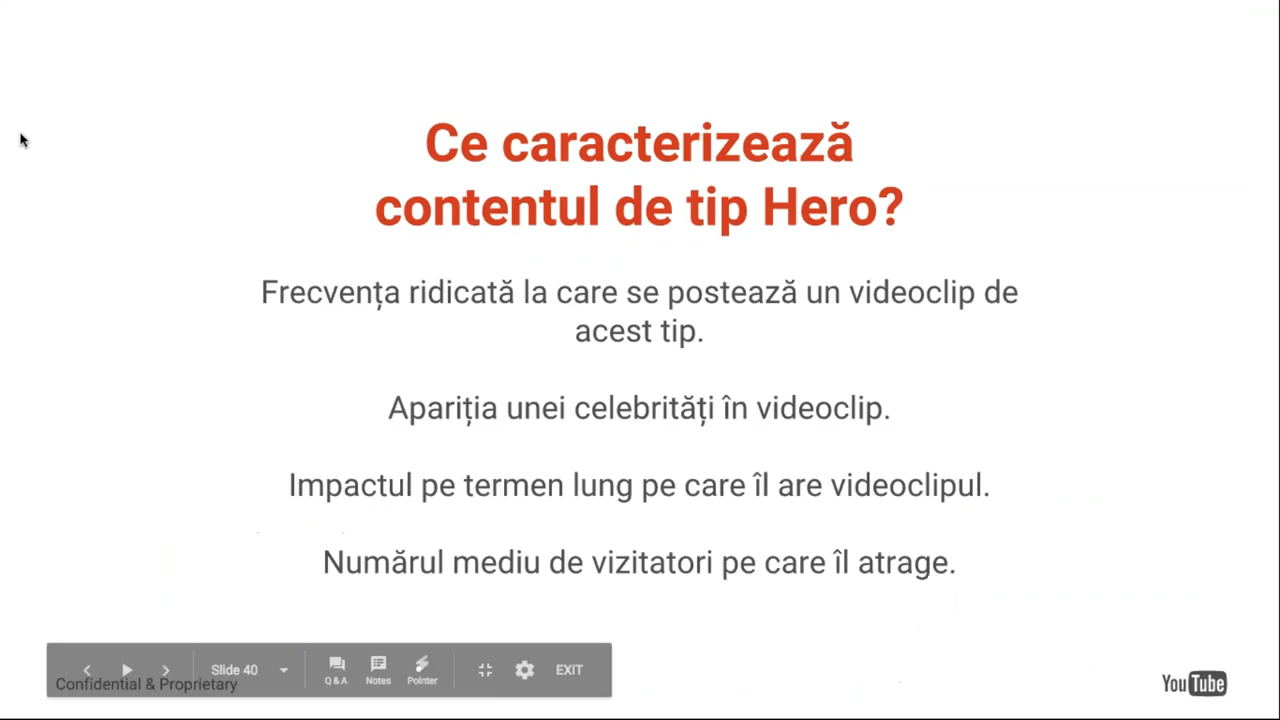 Ce caracterizează
contentul de tip Hero?
Frecvența ridicată la care se postează un videoclip de
acest tip.
Apariția unei celebrități în videoclip.
Impactul pe termen lung pe care îl are videoclipul.
Numărul mediu de vizitatori pe care îl atrage.
Slide 40
Q & A
Notes
Pointer
EXIT
Confidential & Proprietary
YouTube